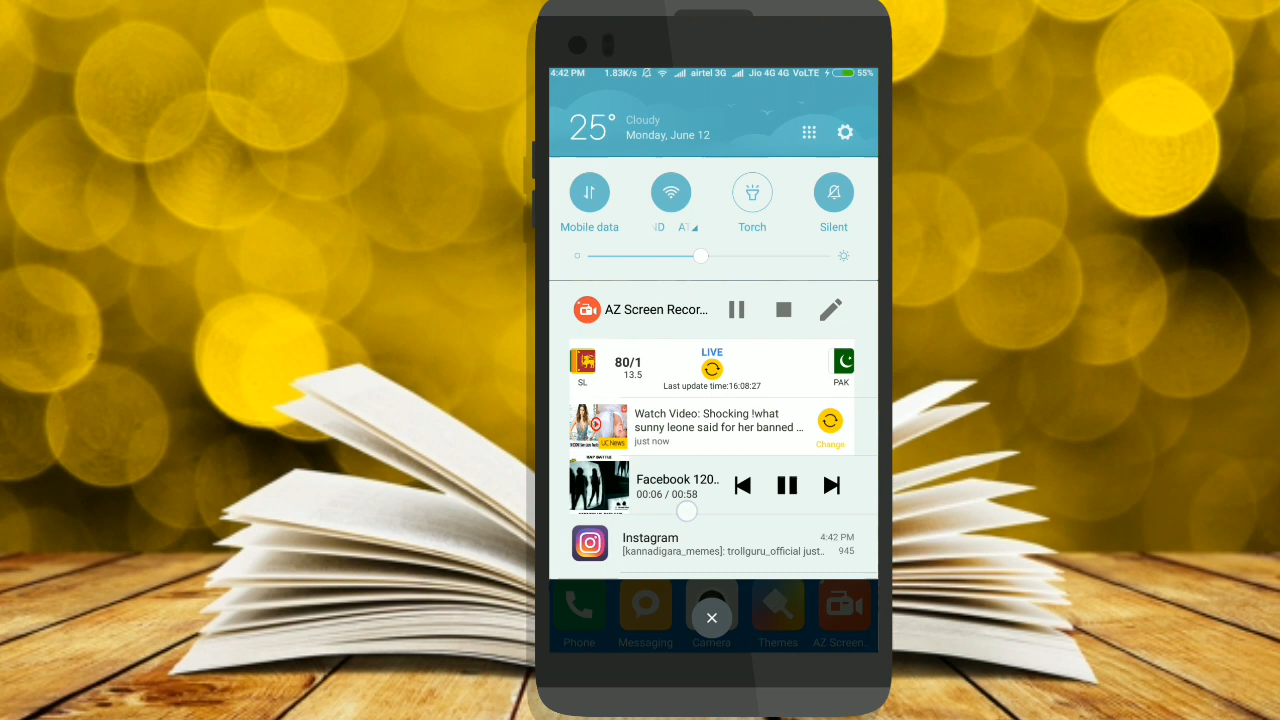 4:42 PM 1.83K/s airtel 3G Jio 4G 4G VoLTE 55%
25° Cloudy
Monday, June 12
Mobile data Torch Silent
AZ Screen Recor...
80/1
13.5
LIVE
Last update time:16:08:27
SL PAK
Watch Video: Shocking !what
sunny leone said for her banned ...
just now
UC News
Change
Facebook 120..
00:06 / 00:58
Instagram 4:42 PM
[kannadigara_memes]: trollguru_official just.. 945
Phone Messaging Camera Themes AZ Screen..